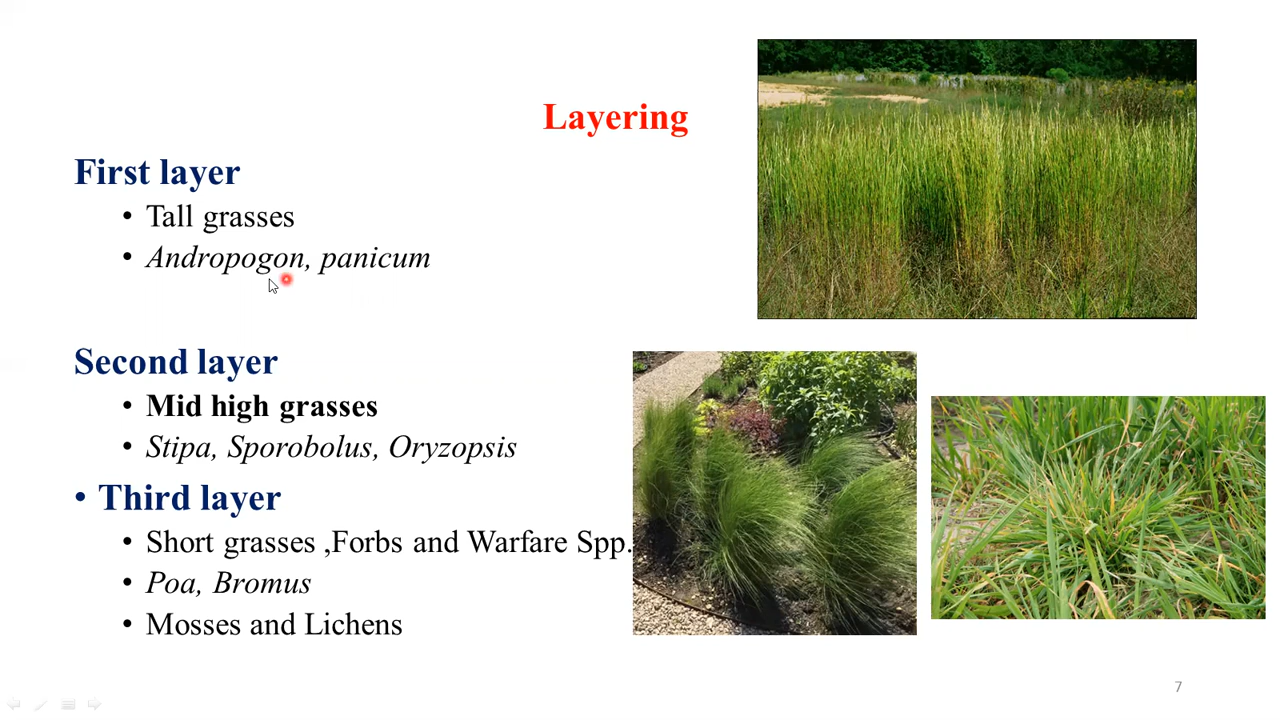 Layering
First layer
• Tall grasses
• Andropogon, panicum
Second layer
• Mid high grasses
• Stipa, Sporobolus, Oryzopsis
• Third layer
• Short grasses ,Forbs and Warfare Spp.
• Poa, Bromus
• Mosses and Lichens
7